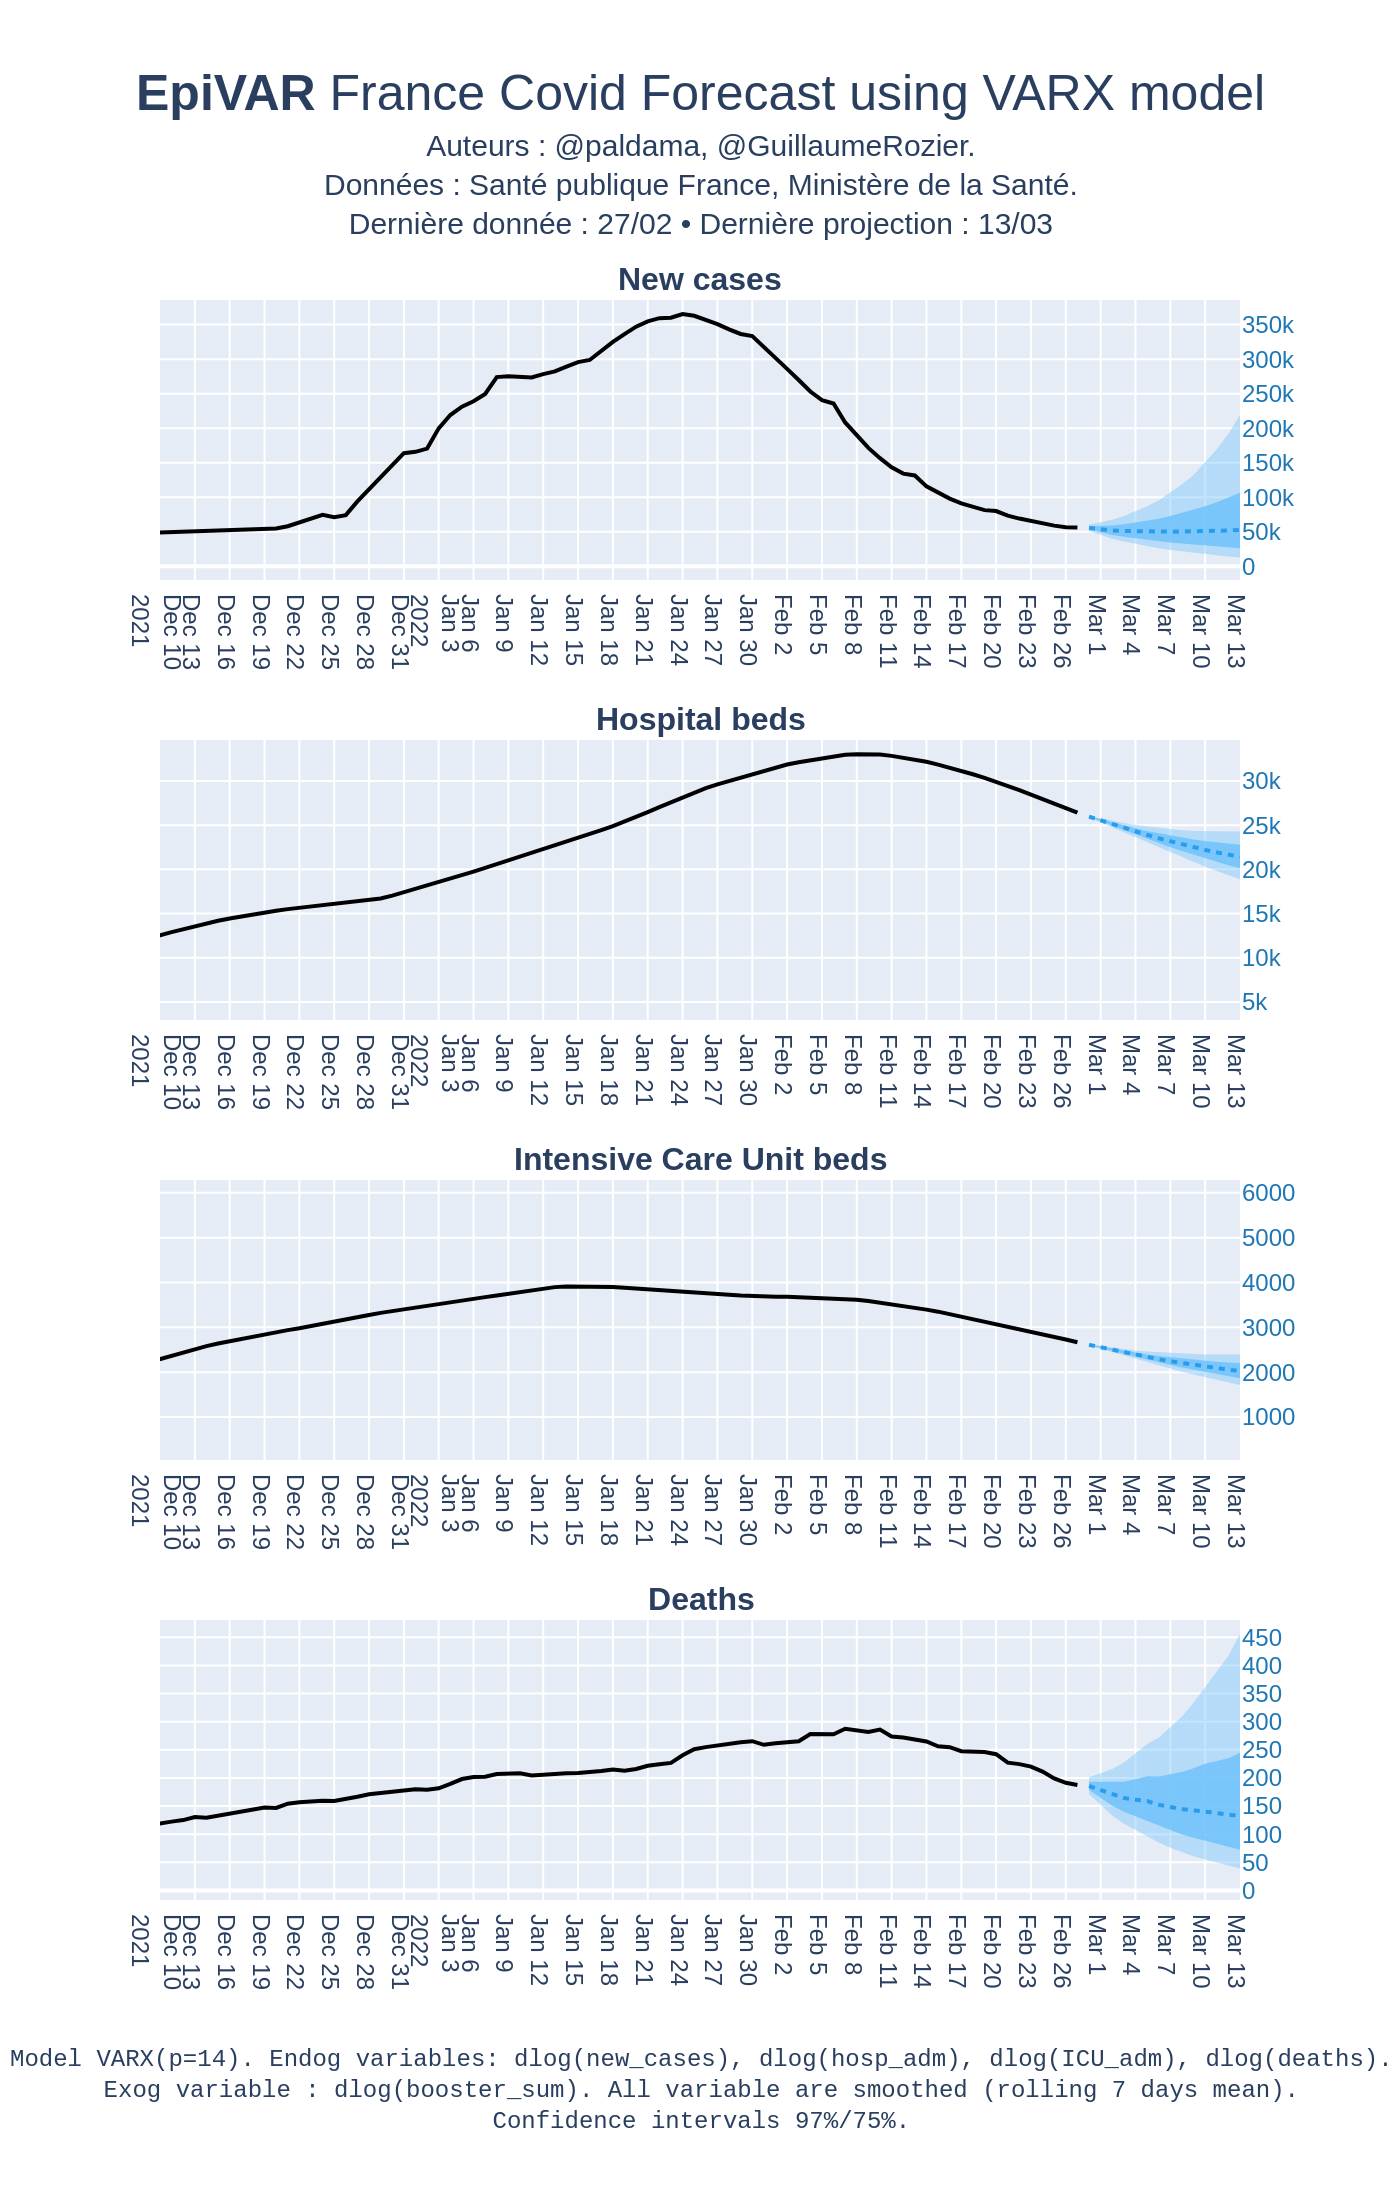 EpiVAR France Covid Forecast using VARX model
Auteurs : @paldama, @GuillaumeRozier.
Données : Santé publique France, Ministère de la Santé.
Dernière donnée : 27/02 • Dernière projection : 13/03
New cases
350k
300k
250k
200k
150k
100k
50k
0
Dec 10 Dec 13 Dec 16 Dec 19 Dec 22 Dec 25 Dec 28 Dec 31 Jan 3 Jan 6 Jan 9 Jan 12 Jan 15 Jan 18 Jan 21 Jan 24 Jan 27 Jan 30 Feb 2 Feb 5 Feb 8 Feb 11 Feb 14 Feb 17 Feb 20 Feb 23 Feb 26 Mar 1 Mar 4 Mar 7 Mar 10 Mar 13
2021 2022
Hospital beds
30k
25k
20k
15k
10k
5k
Dec 10 Dec 13 Dec 16 Dec 19 Dec 22 Dec 25 Dec 28 Dec 31 Jan 3 Jan 6 Jan 9 Jan 12 Jan 15 Jan 18 Jan 21 Jan 24 Jan 27 Jan 30 Feb 2 Feb 5 Feb 8 Feb 11 Feb 14 Feb 17 Feb 20 Feb 23 Feb 26 Mar 1 Mar 4 Mar 7 Mar 10 Mar 13
2021 2022
Intensive Care Unit beds
6000
5000
4000
3000
2000
1000
Dec 10 Dec 13 Dec 16 Dec 19 Dec 22 Dec 25 Dec 28 Dec 31 Jan 3 Jan 6 Jan 9 Jan 12 Jan 15 Jan 18 Jan 21 Jan 24 Jan 27 Jan 30 Feb 2 Feb 5 Feb 8 Feb 11 Feb 14 Feb 17 Feb 20 Feb 23 Feb 26 Mar 1 Mar 4 Mar 7 Mar 10 Mar 13
2021 2022
Deaths
450
400
350
300
250
200
150
100
50
0
Dec 10 Dec 13 Dec 16 Dec 19 Dec 22 Dec 25 Dec 28 Dec 31 Jan 3 Jan 6 Jan 9 Jan 12 Jan 15 Jan 18 Jan 21 Jan 24 Jan 27 Jan 30 Feb 2 Feb 5 Feb 8 Feb 11 Feb 14 Feb 17 Feb 20 Feb 23 Feb 26 Mar 1 Mar 4 Mar 7 Mar 10 Mar 13
2021 2022
Model VARX(p=14). Endog variables: dlog(new_cases), dlog(hosp_adm), dlog(ICU_adm), dlog(deaths).
Exog variable : dlog(booster_sum). All variable are smoothed (rolling 7 days mean).
Confidence intervals 97%/75%.